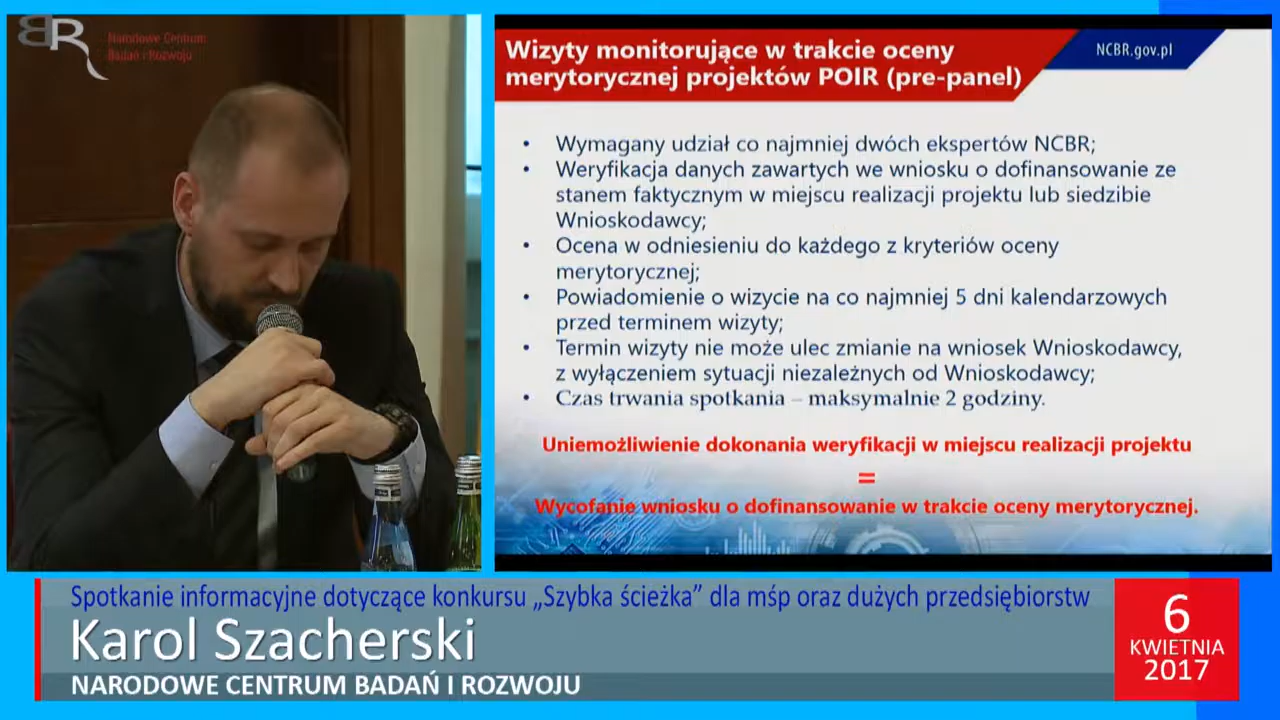 BR
Narodowe Centrum
Badań i Rozwoju
Wizyty monitorujące w trakcie oceny
merytorycznej projektów POIR (pre-panel)
NCBR.gov.pl
• Wymagany udział co najmniej dwóch ekspertów NCBR;
• Weryfikacja danych zawartych we wniosku o dofinansowanie ze
stanem faktycznym w miejscu realizacji projektu lub siedzibie
Wnioskodawcy;
• Ocena w odniesieniu do każdego z kryteriów oceny
merytorycznej;
• Powiadomienie o wizycie na co najmniej 5 dni kalendarzowych
przed terminem wizyty;
• Termin wizyty nie może ulec zmianie na wniosek Wnioskodawcy,
z wyłączeniem sytuacji niezależnych od Wnioskodawcy;
• Czas trwania spotkania – maksymalnie 2 godziny.
Uniemożliwienie dokonania weryfikacji w miejscu realizacji projektu
=
Wycofanie wniosku o dofinansowanie w trakcie oceny merytorycznej.
Spotkanie informacyjne dotyczące konkursu „Szybka ścieżka” dla mśp oraz dużych przedsiębiorstw
Karol Szacherski
NARODOWE CENTRUM BADAŃ I ROZWOJU
6
KWIETNIA
2017